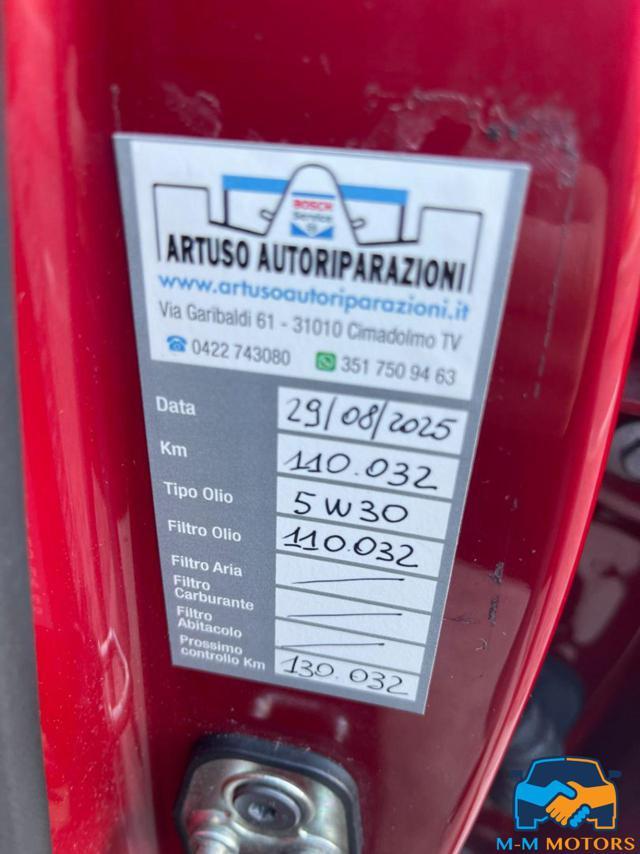 BOSCH
Service
ARTUSO AUTORIPARAZIONI
www.artusoautoriparazioni.it
Via Garibaldi 61 - 31010 Cimadolmo TV
0422 743080 351 750 94 63
Data 29/08/2025
Km 110.032
Tipo Olio 5W30
Filtro Olio 110.032
Filtro Aria
Filtro
Carburante
Filtro
Abitacolo
Prossimo
controllo Km 130.032
M-M MOTORS